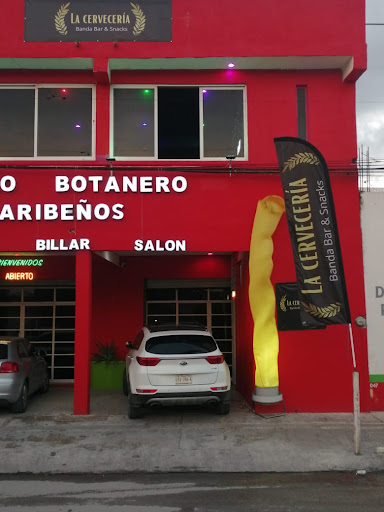 LA CERVECERÍA
Banda Bar & Snacks
O BOTANERO
ARIBEÑOS
BILLAR SALON
BIENVENIDOS
ABIERTO
LA CERVECERÍA
Banda Bar & Snacks